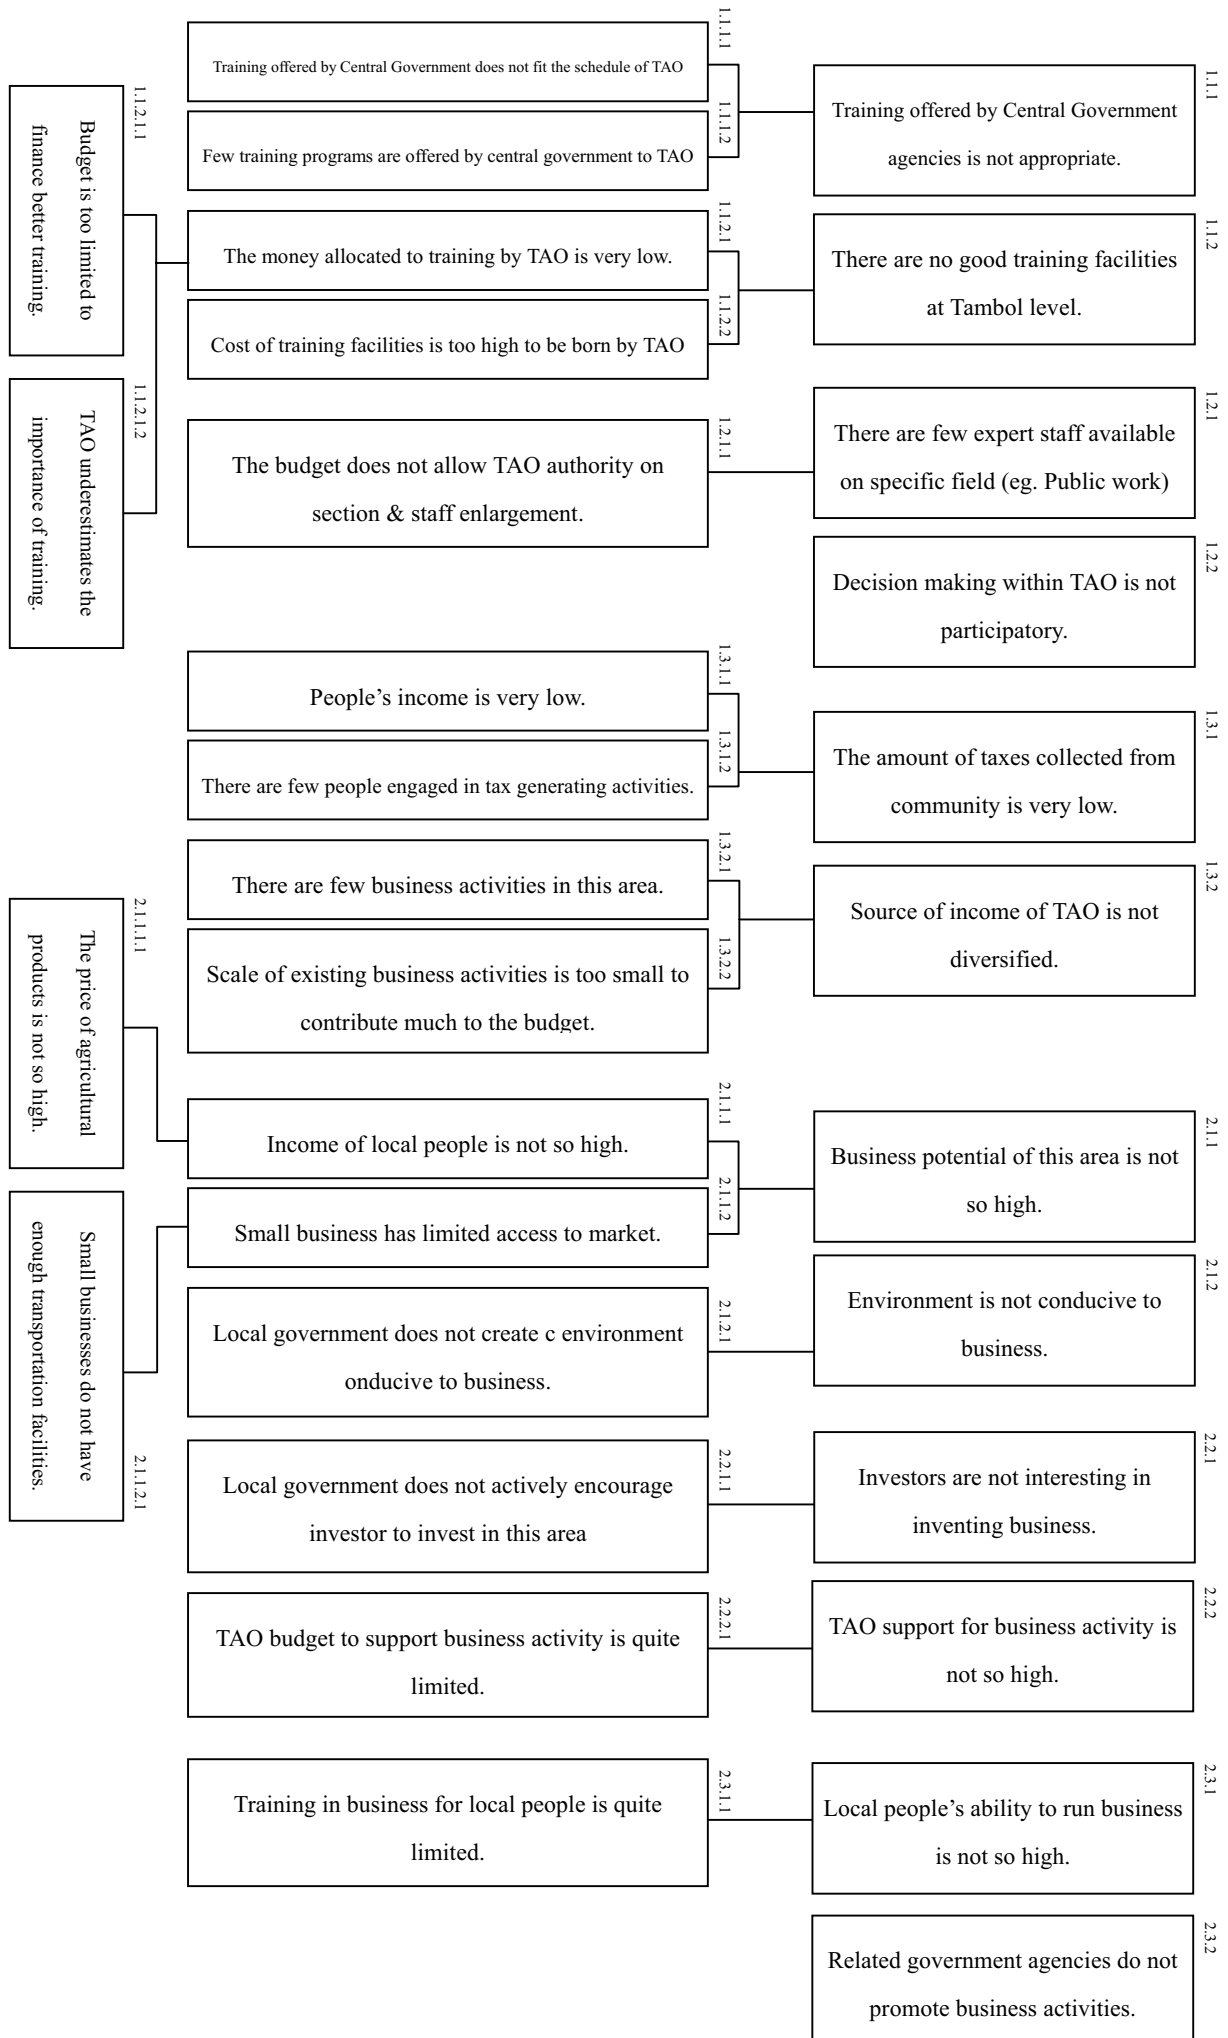 1.1.1
Training offered by Central Government
agencies is not appropriate.
1.1.1.1
Training offered by Central Government does not fit the schedule of TAO
1.1.1.2
Few training programs are offered by central government to TAO
1.1.2
There are no good training facilities
at Tambol level.
1.1.2.1
The money allocated to training by TAO is very low.
1.1.2.2
Cost of training facilities is too high to be born by TAO
1.1.2.1.1
Budget is too limited to
finance better training.
1.1.2.1.2
TAO underestimates the
importance of training.
1.2.1
There are few expert staff available
on specific field (eg. Public work)
1.2.1.1
The budget does not allow TAO authority on
section & staff enlargement.
1.2.2
Decision making within TAO is not
participatory.
1.3.1
The amount of taxes collected from
community is very low.
1.3.1.1
People’s income is very low.
1.3.1.2
There are few people engaged in tax generating activities.
1.3.2
Source of income of TAO is not
diversified.
1.3.2.1
There are few business activities in this area.
1.3.2.2
Scale of existing business activities is too small to
contribute much to the budget.
2.1.1
Business potential of this area is not
so high.
2.1.1.1
Income of local people is not so high.
2.1.1.2
Small business has limited access to market.
2.1.1.1.1
The price of agricultural
products is not so high.
2.1.1.2.1
Small businesses do not have
enough transportation facilities.
2.1.2
Environment is not conducive to
business.
2.1.2.1
Local government does not create c environment
onducive to business.
2.2.1
Investors are not interesting in
inventing business.
2.2.1.1
Local government does not actively encourage
investor to invest in this area
2.2.2
TAO support for business activity is
not so high.
2.2.2.1
TAO budget to support business activity is quite
limited.
2.3.1
Local people’s ability to run business
is not so high.
2.3.1.1
Training in business for local people is quite
limited.
2.3.2
Related government agencies do not
promote business activities.